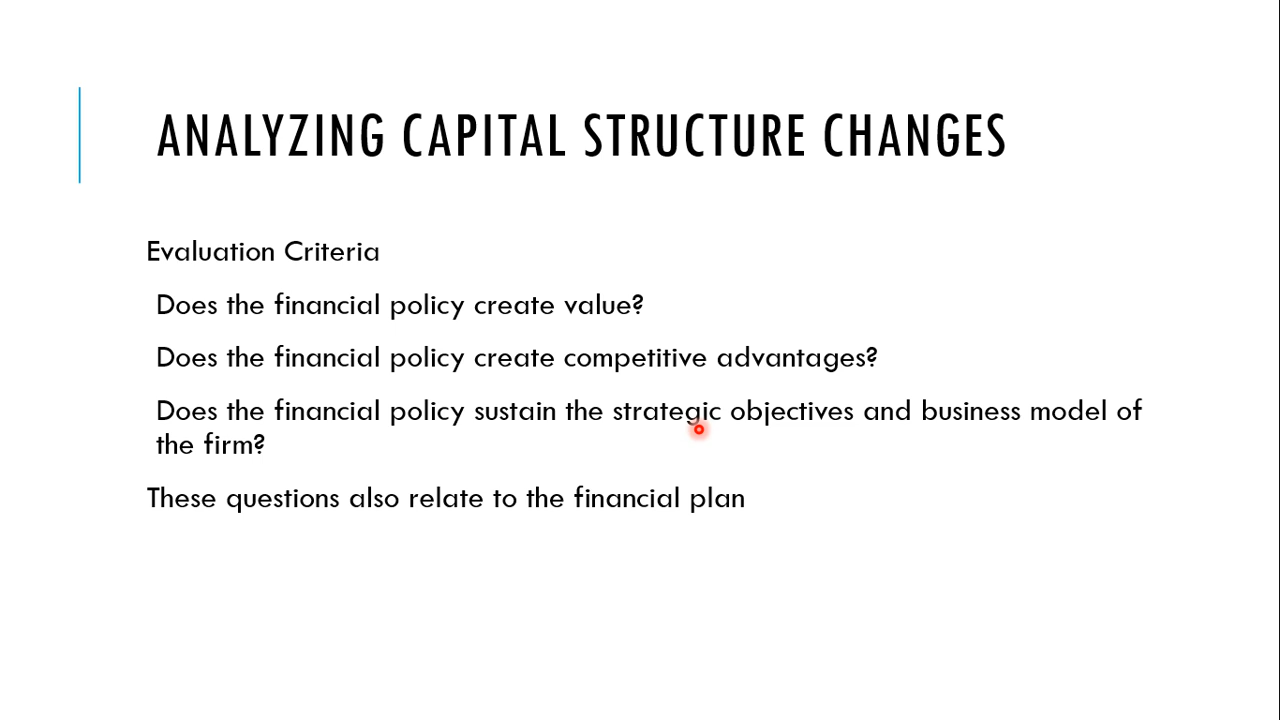 ANALYZING CAPITAL STRUCTURE CHANGES
Evaluation Criteria
Does the financial policy create value?
Does the financial policy create competitive advantages?
Does the financial policy sustain the strategic objectives and business model of
the firm?
These questions also relate to the financial plan